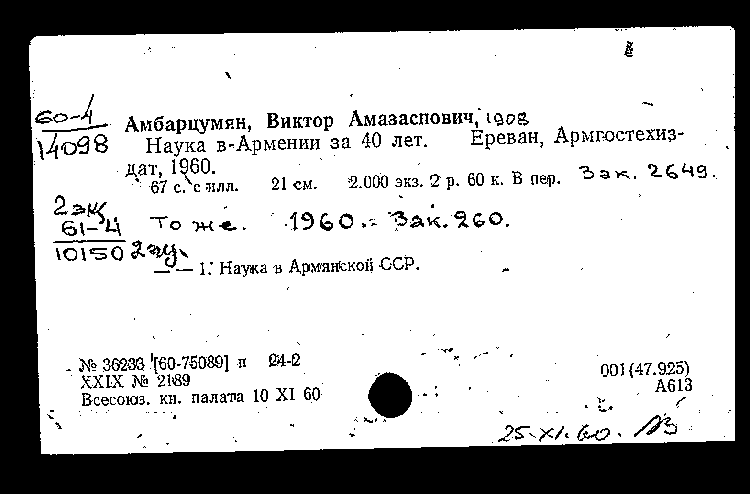 60-4
14098
Амбарцумян, Виктор Амазаспович, 1908
Наука в Армении за 40 лет. Ереван, Армгостехиз-
дат, 1960.
67 с. с илл. 21 см. 2.000 экз. 2 р. 60 к. В пер. Зак. 2649.
2 экз
61-4
10150 2 эк
То же. 1960. - Зак. 260.
— — 1. Наука в Армянской ССР.
№ 36233 [60-75089] п 24-2
XXIX № 2189
Всесоюз. кн. палата 10 XI 60
001(47.925)
А613
25.XI.60.